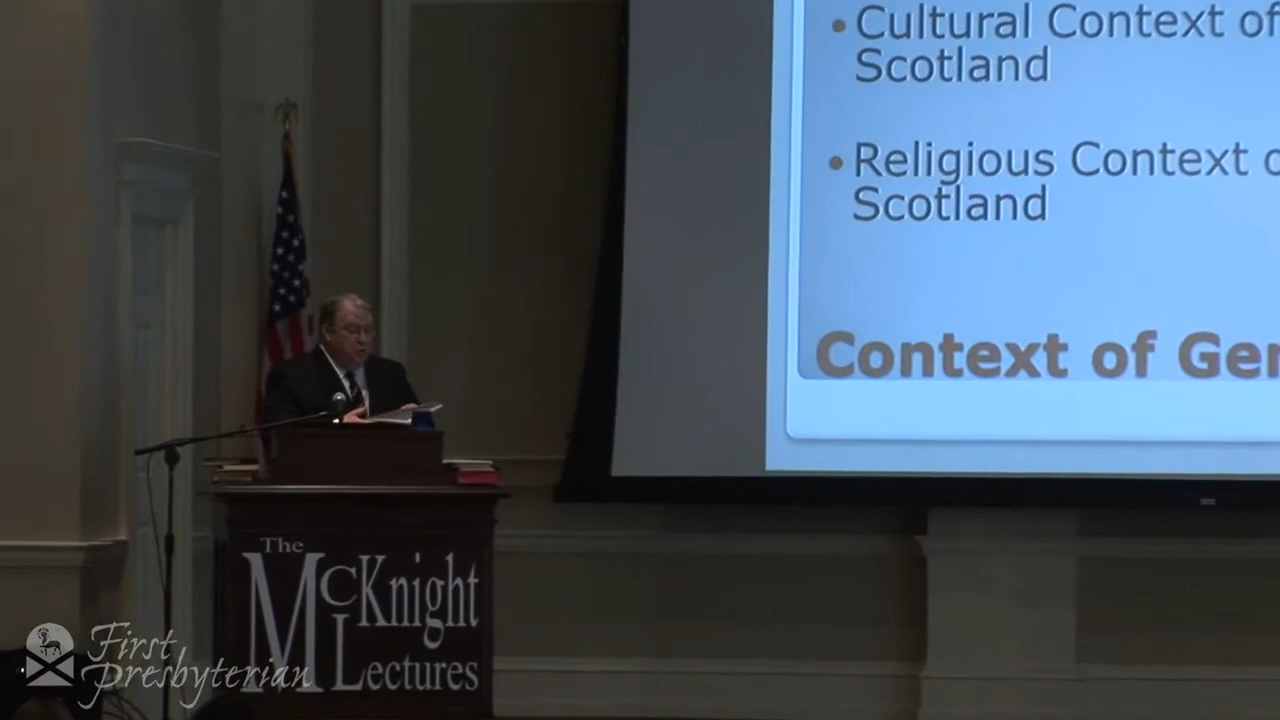 • Cultural Context of
Scotland
• Religious Context
Scotland
Context of Ge
The
McKnight
Lectures
First
Presbyterian